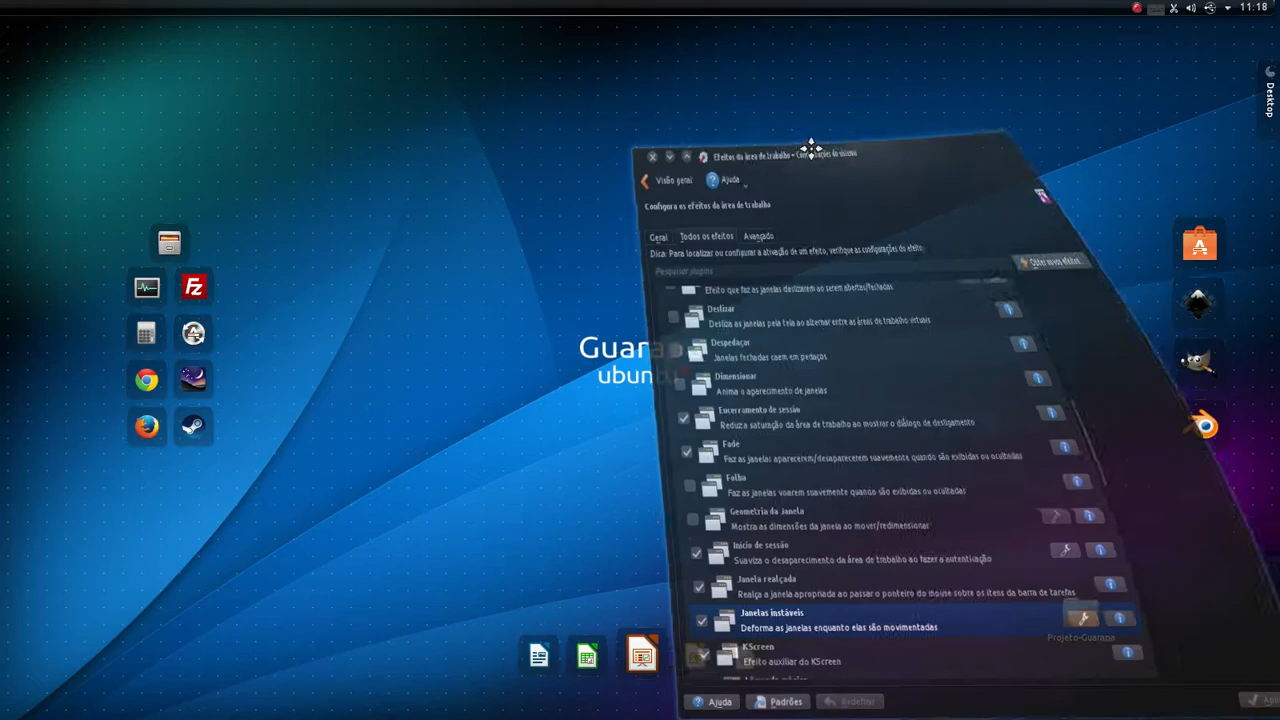 11:18
Desktop
Efeitos da área de trabalho - Configurações do sistema
Visão geral
Ajuda
Configura os efeitos da área de trabalho
Geral
Todos os efeitos
Avançado
Dica: Para localizar ou configurar a ativação de um efeito, verifique as configurações do efeito.
Obter novos efeitos...
Pesquisar plugins
Efeito que faz as janelas deslizarem ao serem abertas/fechadas.
Deslizar
Desliza as janelas pela tela ao alternar entre as áreas de trabalho virtuais
Despedaçar
Janelas fechadas caem em pedaços
Dimensionar
Anima o aparecimento de janelas
Encerramento de sessão
Reduz a saturação da área de trabalho ao mostrar o diálogo de desligamento
Fade
Faz as janelas aparecerem/desaparecerem suavemente quando são exibidas ou ocultadas
Folha
Faz as janelas voarem suavemente quando são exibidas ou ocultadas
Geometria da Janela
Mostra as dimensões da janela ao mover/redimensionar
Início de sessão
Suaviza o desaparecimento da área de trabalho ao fazer a autenticação
Janela realçada
Realça a janela apropriada ao passar o ponteiro do mouse sobre os itens da barra de tarefas
Janelas instáveis
Deforma as janelas enquanto elas são movimentadas
KScreen
Efeito auxiliar do KScreen
Projeto-Guarana
Guara
ubun
Ajuda
Padrões
Redefinir